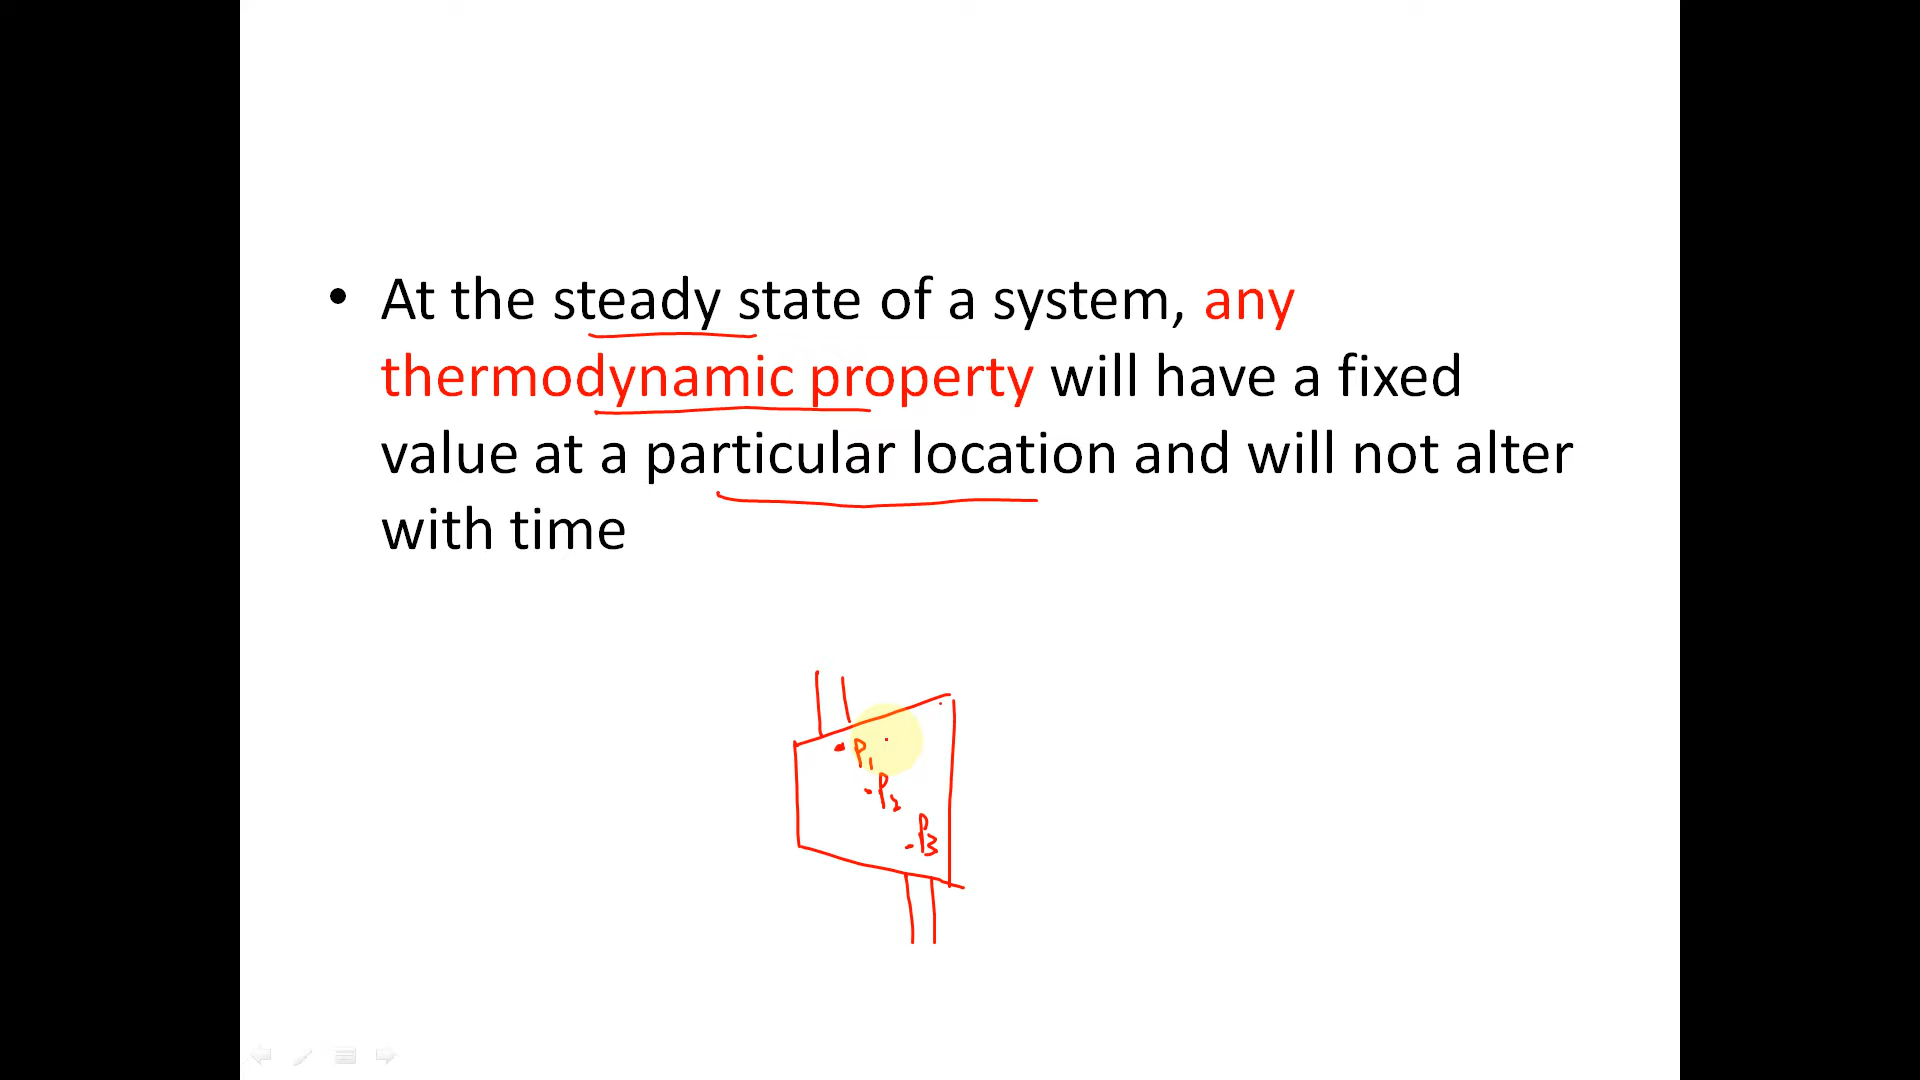 • At the steady state of a system, any
thermodynamic property will have a fixed
value at a particular location and will not alter
with time
P1
P2
P3